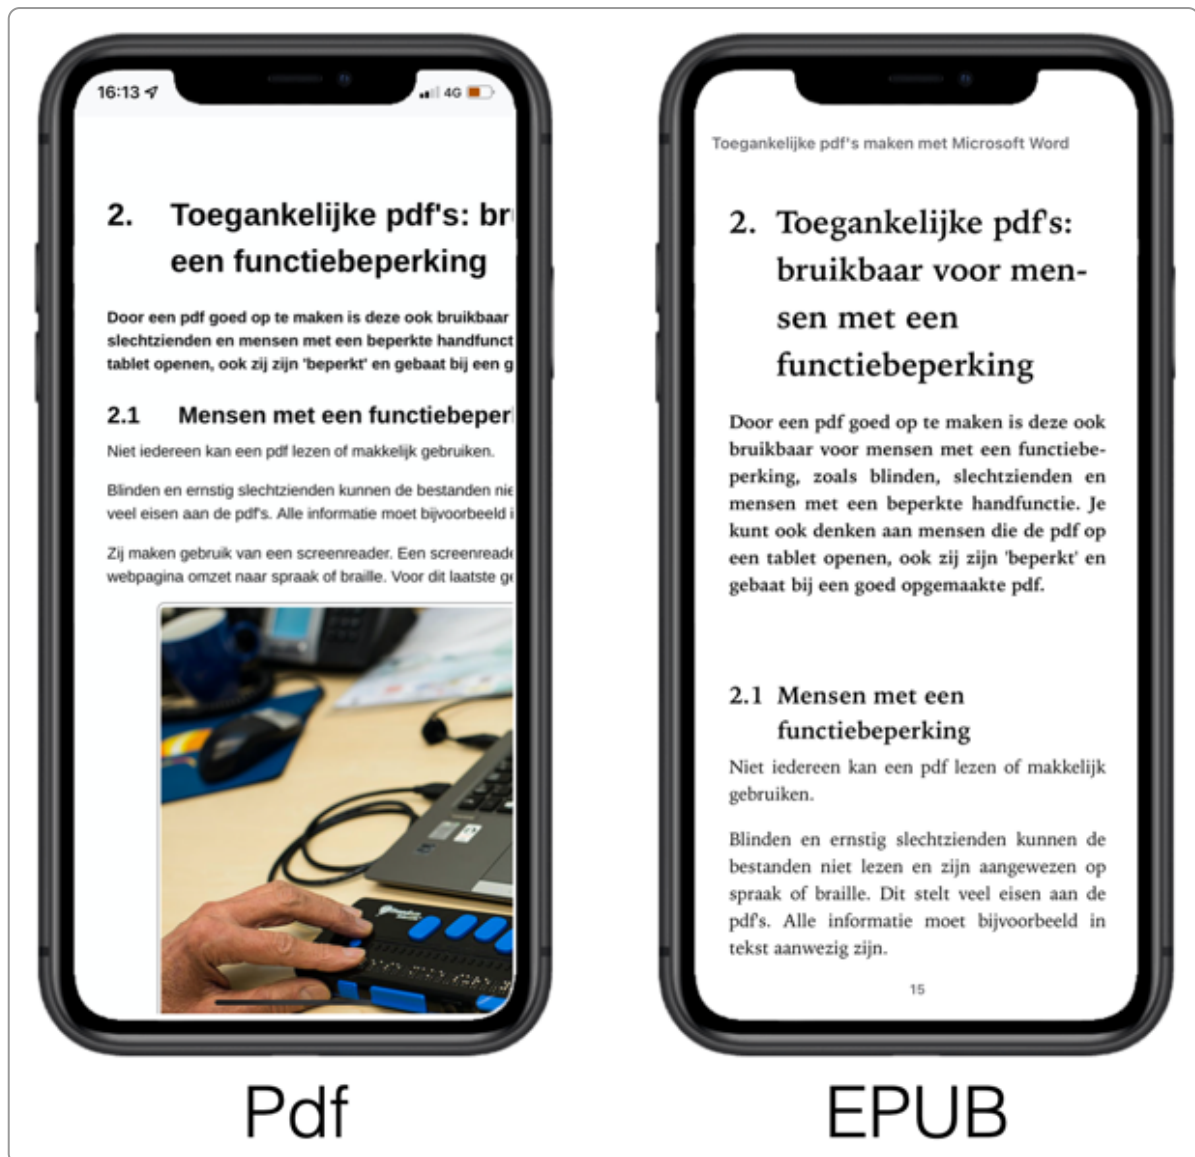 16:13
4G
2. Toegankelijke pdf's: br
een functiebeperking
Door een pdf goed op te maken is deze ook bruikbaar
slechtzienden en mensen met een beperkte handfunct
tablet openen, ook zij zijn 'beperkt' en gebaat bij een g
2.1 Mensen met een functiebeper
Niet iedereen kan een pdf lezen of makkelijk gebruiken.
Blinden en ernstig slechtzienden kunnen de bestanden nie
veel eisen aan de pdf's. Alle informatie moet bijvoorbeeld i
Zij maken gebruik van een screenreader. Een screenreade
webpagina omzet naar spraak of braille. Voor dit laatste ge
Pdf
Toegankelijke pdf's maken met Microsoft Word
2. Toegankelijke pdf's:
bruikbaar voor men-
sen met een
functiebeperking
Door een pdf goed op te maken is deze ook
bruikbaar voor mensen met een functiebe-
perking, zoals blinden, slechtzienden en
mensen met een beperkte handfunctie. Je
kunt ook denken aan mensen die de pdf op
een tablet openen, ook zij zijn 'beperkt' en
gebaat bij een goed opgemaakte pdf.
2.1 Mensen met een
functiebeperking
Niet iedereen kan een pdf lezen of makkelijk
gebruiken.
Blinden en ernstig slechtzienden kunnen de
bestanden niet lezen en zijn aangewezen op
spraak of braille. Dit stelt veel eisen aan de
pdf's. Alle informatie moet bijvoorbeeld in
tekst aanwezig zijn.
15
EPUB